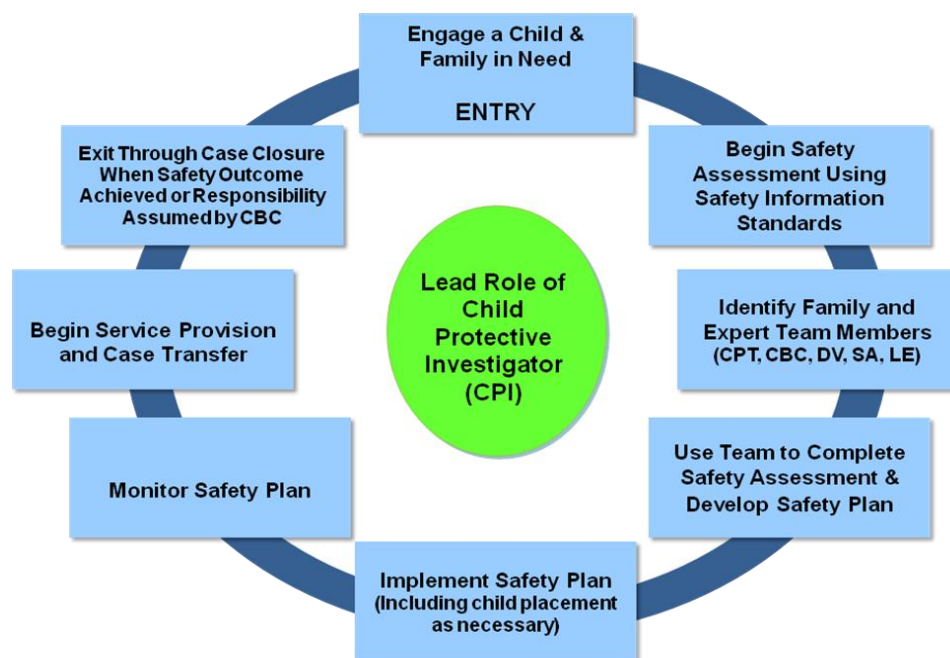 Engage a Child &
Family in Need
ENTRY
Begin Safety
Assessment Using
Safety Information
Standards
Identify Family and
Expert Team Members
(CPT, CBC, DV, SA, LE)
Use Team to Complete
Safety Assessment &
Develop Safety Plan
Implement Safety Plan
(Including child placement
as necessary)
Monitor Safety Plan
Begin Service Provision
and Case Transfer
Exit Through Case Closure
When Safety Outcome
Achieved or Responsibility
Assumed by CBC
Lead Role of
Child
Protective
Investigator
(CPI)